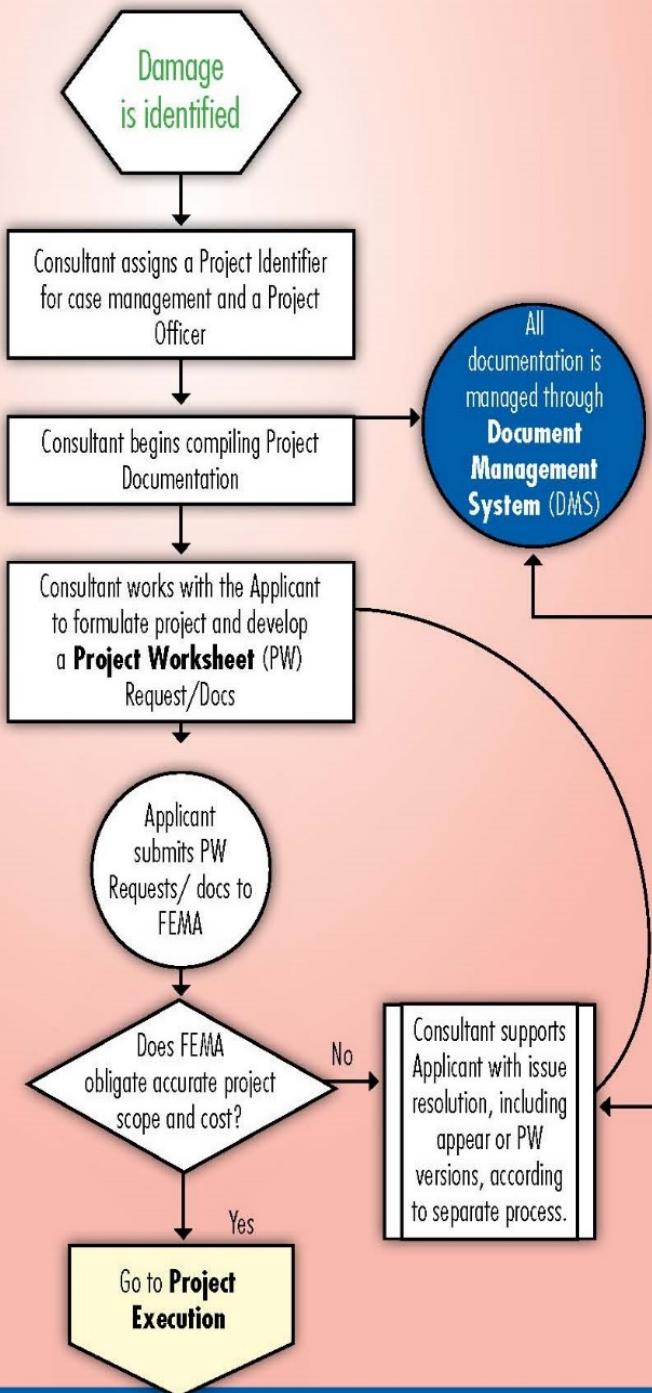 Damage
is identified
Consultant assigns a Project Identifier
for case management and a Project
Officer
All
documentation is
managed through
Document
Management
System (DMS)
Consultant begins compiling Project
Documentation
Consultant works with the Applicant
to formulate project and develop
a Project Worksheet (PW)
Request/Docs
Applicant
submits PW
Requests/ docs to
FEMA
Does FEMA
obligate accurate project
scope and cost?
No
Consultant supports
Applicant with issue
resolution, including
appear or PW
versions, according
to separate process.
Yes
Go to Project
Execution